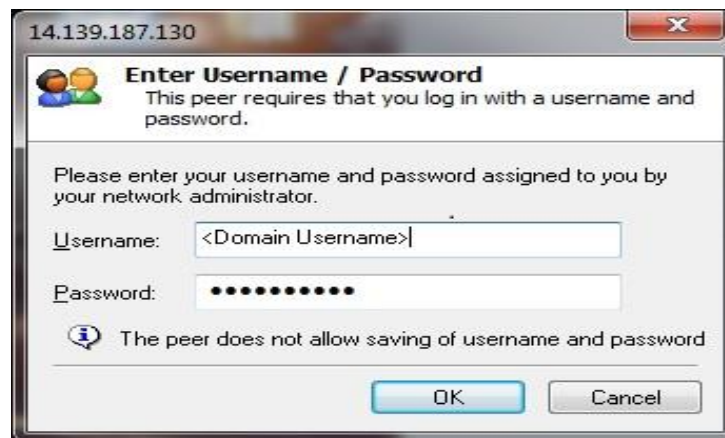 14.139.187.130
Enter Username / Password
This peer requires that you log in with a username and
password.
Please enter your username and password assigned to you by
your network administrator.
Username: <Domain Username>
Password: ●●●●●●●●●●
The peer does not allow saving of username and password
OK Cancel